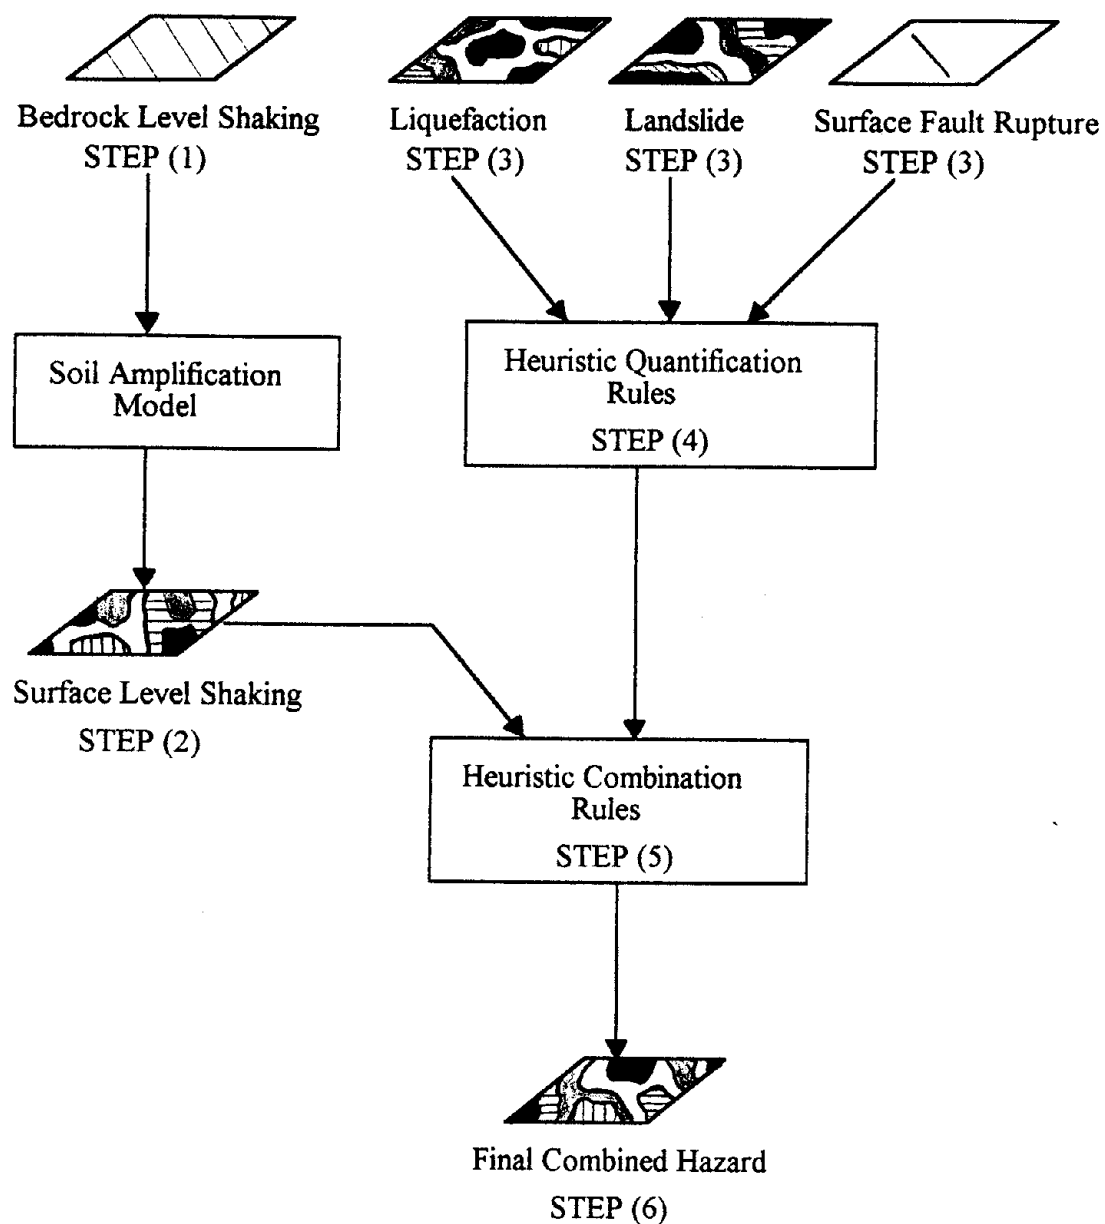 Bedrock Level Shaking
STEP (1)
Liquefaction
STEP (3)
Landslide
STEP (3)
Surface Fault Rupture
STEP (3)
Soil Amplification
Model
Heuristic Quantification
Rules
STEP (4)
Surface Level Shaking
STEP (2)
Heuristic Combination
Rules
STEP (5)
Final Combined Hazard
STEP (6)